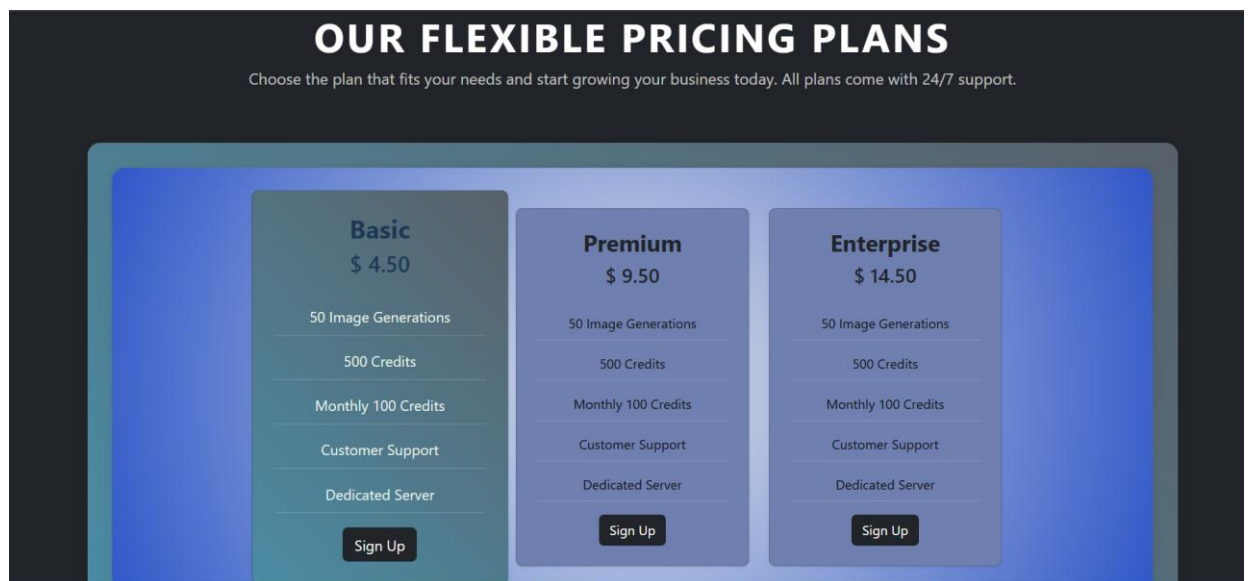 OUR FLEXIBLE PRICING PLANS
Choose the plan that fits your needs and start growing your business today. All plans come with 24/7 support.
Basic
$ 4.50
50 Image Generations
500 Credits
Monthly 100 Credits
Customer Support
Dedicated Server
Sign Up
Premium
$ 9.50
50 Image Generations
500 Credits
Monthly 100 Credits
Customer Support
Dedicated Server
Sign Up
Enterprise
$ 14.50
50 Image Generations
500 Credits
Monthly 100 Credits
Customer Support
Dedicated Server
Sign Up